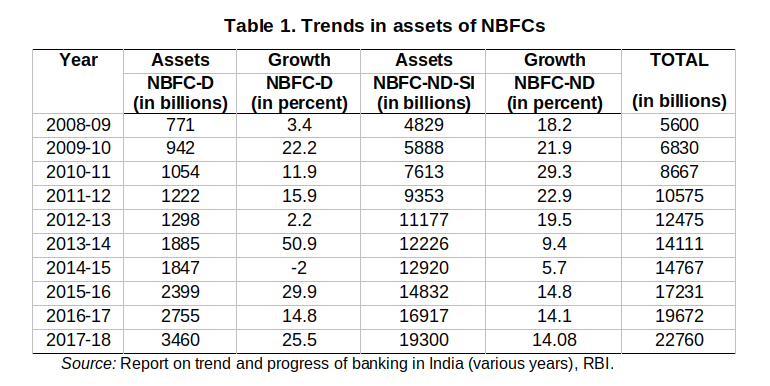 Table 1. Trends in assets of NBFCs
Year Assets Growth Assets Growth TOTAL
NBFC-D NBFC-D NBFC-ND-SI NBFC-ND
(in billions) (in percent) (in billions) (in percent) (in billions)
2008-09 771 3.4 4829 18.2 5600
2009-10 942 22.2 5888 21.9 6830
2010-11 1054 11.9 7613 29.3 8667
2011-12 1222 15.9 9353 22.9 10575
2012-13 1298 2.2 11177 19.5 12475
2013-14 1885 50.9 12226 9.4 14111
2014-15 1847 -2 12920 5.7 14767
2015-16 2399 29.9 14832 14.8 17231
2016-17 2755 14.8 16917 14.1 19672
2017-18 3460 25.5 19300 14.08 22760
Source: Report on trend and progress of banking in India (various years), RBI.